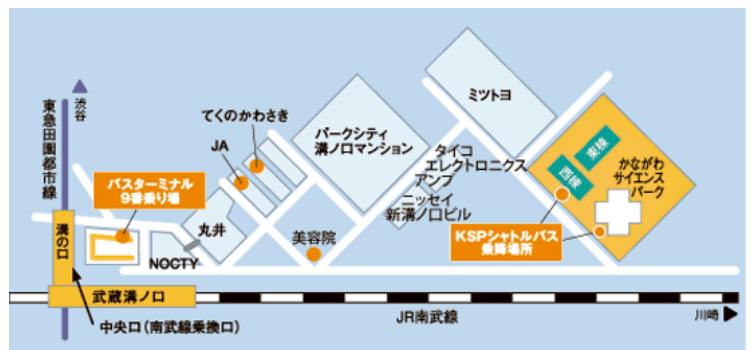 渋谷
東急田園都市線
バスターミナル
9番乗り場
溝の口
武蔵溝ノ口
中央口（南武線乗換口）
NOCTY
丸井
JA
てくのかわさき
美容院
パークシティ
溝ノ口マンション
ミツトヨ
タイコ
エレクトロニクス
アンプ
ニッセイ
新溝ノ口ビル
KSPシャトルバス
乗降場所
西棟
東棟
かながわ
サイエンス
パーク
JR南武線
川崎